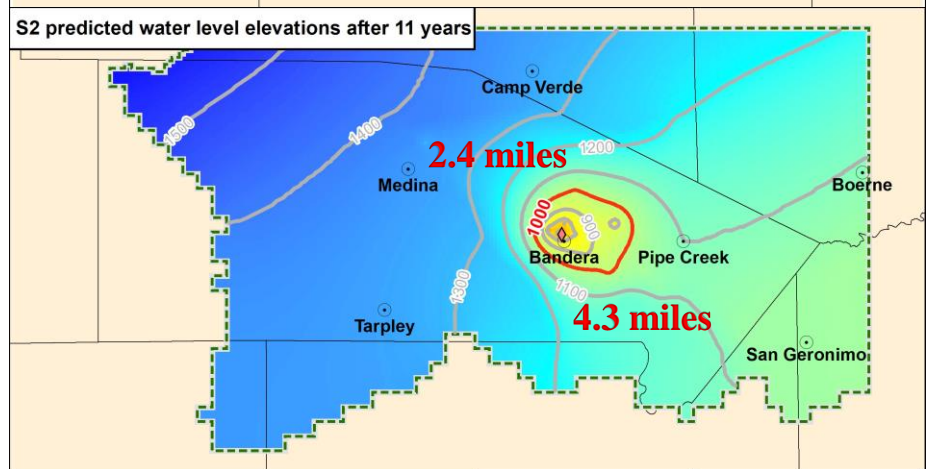 S2 predicted water level elevations after 11 years
Camp Verde
1500
1400
2.4 miles
1200
Medina
Boerne
1000
900
Bandera
Pipe Creek
1300
1100
4.3 miles
Tarpley
San Geronimo